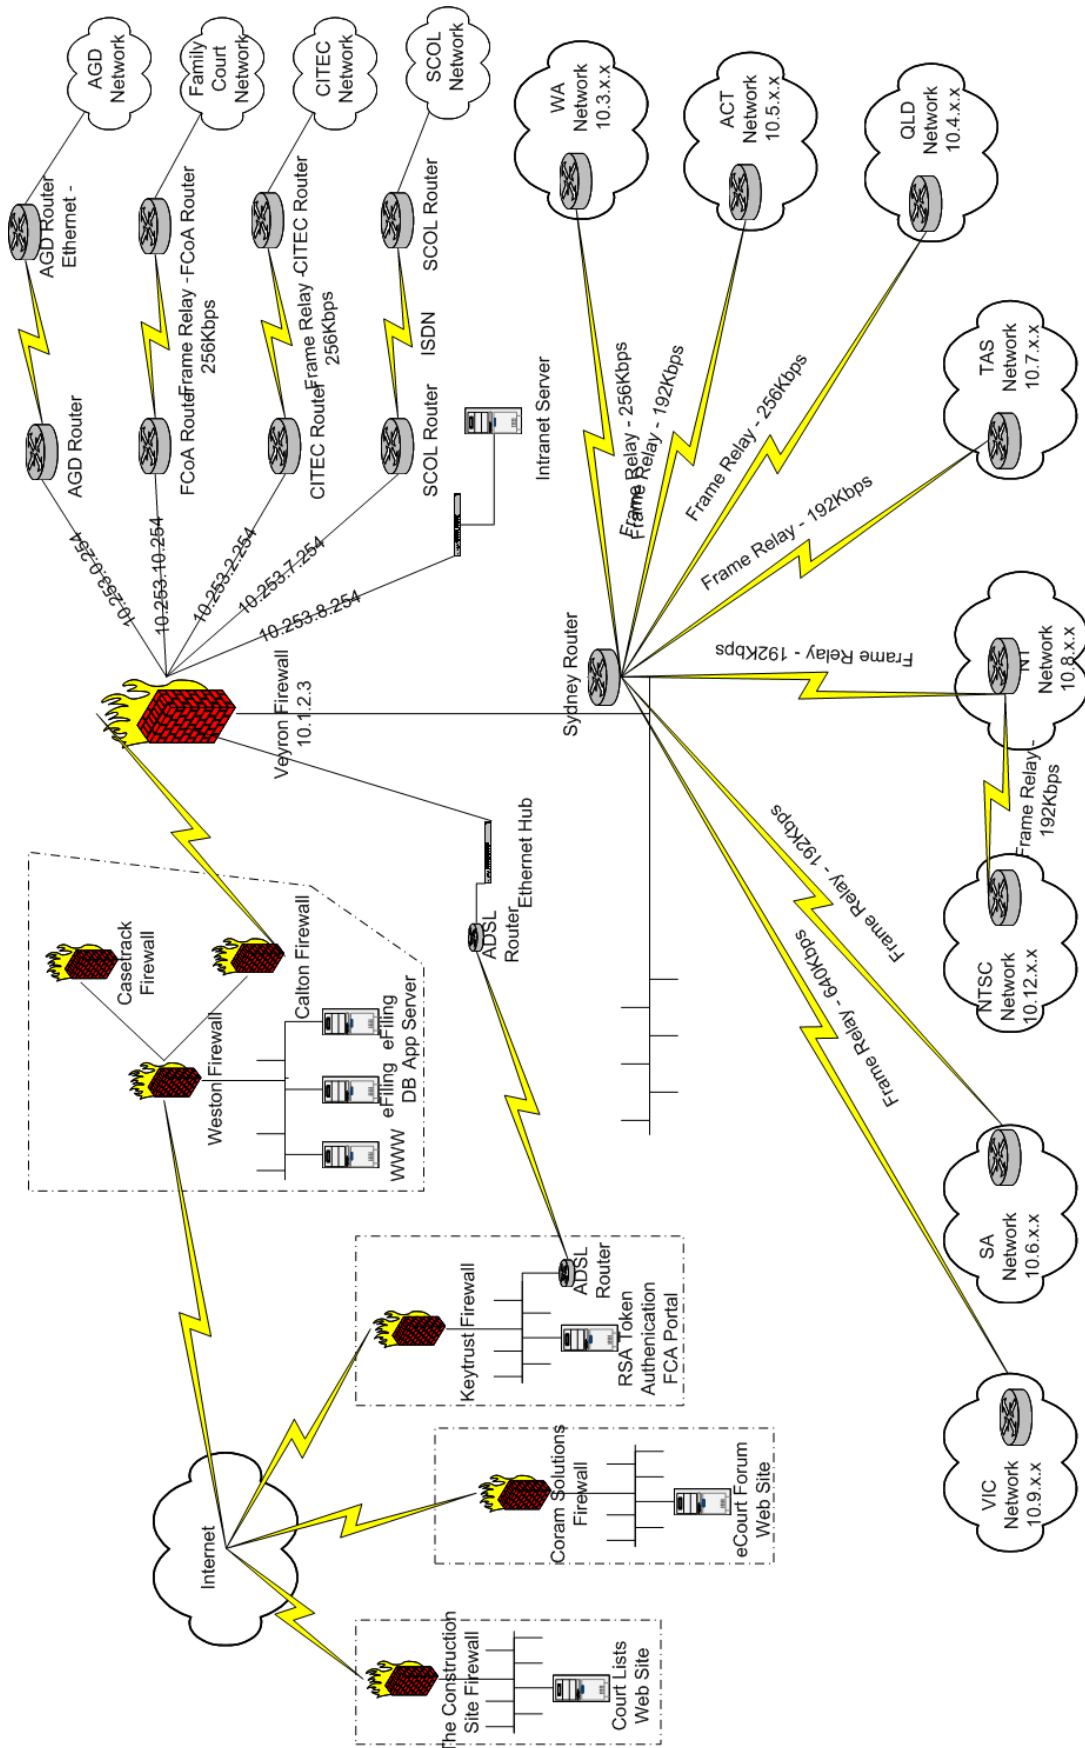 AGD
Network
Family
Court
Network
CITEC
Network
SCOL
Network
AGD Router
Ethernet -
FCoA Router
Frame Relay -
256Kbps
CITEC Router
Frame Relay -
256Kbps
SCOL Router
ISDN
AGD Router
FCoA Router
CITEC Router
SCOL Router
Intranet Server
10.253.0.254
10.253.10.254
10.253.2.254
10.253.7.254
10.253.8.254
Veyron Firewall
10.1.2.3
Sydney Router
WA
Network
10.3.x.x
ACT
Network
10.5.x.x
QLD
Network
10.4.x.x
TAS
Network
10.7.x.x
NT
Network
10.8.x.x
NTSC
Network
10.12.x.x
SA
Network
10.6.x.x
VIC
Network
10.9.x.x
Frame Relay - 256Kbps
Frame Relay - 192Kbps
Frame Relay - 256Kbps
Frame Relay - 192Kbps
Frame Relay - 192Kbps
Frame Relay -
192Kbps
Frame Relay - 192Kbps
Frame Relay - 640Kbps
Casetrack
Firewall
Calton Firewall
Weston Firewall
WWW
eFiling
DB
eFiling
App Server
Ethernet Hub
ADSL
Router
ADSL
Router
Keytrust Firewall
RSA Token
Authenication
FCA Portal
Internet
Coram Solutions
Firewall
eCourt Forum
Web Site
The Construction
Site Firewall
Court Lists
Web Site